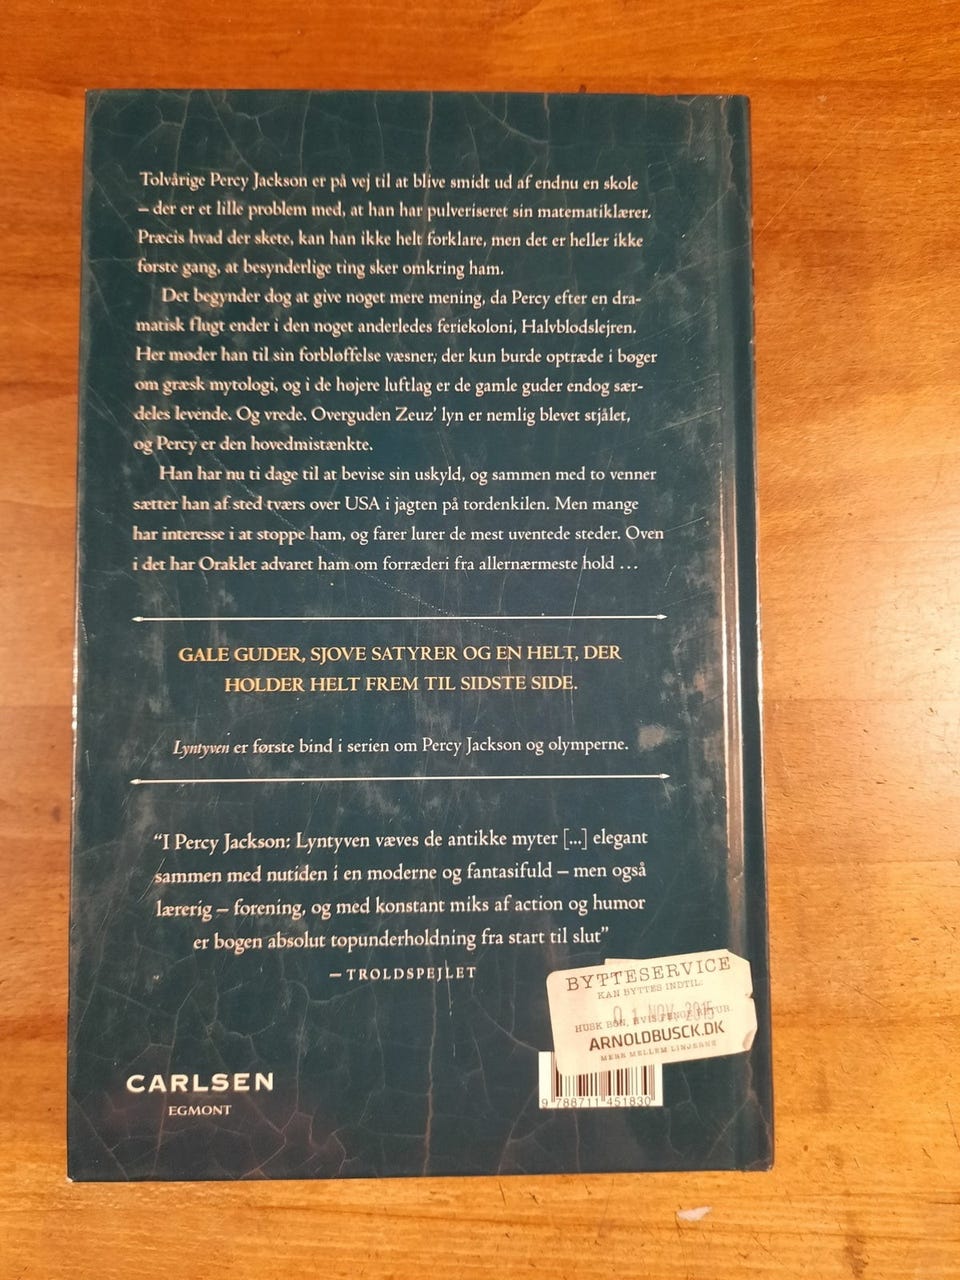 Tolvårige Percy Jackson er på vej til at blive smidt ud af endnu en skole
– der er et lille problem med, at han har pulveriseret sin matematiklærer.
Præcis hvad der skete, kan han ikke helt forklare, men det er heller ikke
første gang, at besynderlige ting sker omkring ham.
Det begynder dog at give noget mere mening, da Percy efter en dra-
matisk flugt ender i den noget anderledes feriekoloni, Halvblodslejren.
Her møder han til sin forbløffelse væsner, der kun burde optræde i bøger
om græsk mytologi, og i de højere luftlag er de gamle guder endog sær-
deles levende. Og vrede. Overguden Zeuz’ lyn er nemlig blevet stjålet,
og Percy er den hovedmistænkte.
Han har nu ti dage til at bevise sin uskyld, og sammen med to venner
sætter han af sted tværs over USA i jagten på tordenkilen. Men mange
har interesse i at stoppe ham, og farer lurer de mest uventede steder. Oven
i det har Oraklet advaret ham om forræderi fra allernærmeste hold ...
GALE GUDER, SJOVE SATYRER OG EN HELT, DER
HOLDER HELT FREM TIL SIDSTE SIDE.
Lyntyven er første bind i serien om Percy Jackson og olymperne.
“I Percy Jackson: Lyntyven væves de antikke myter [...] elegant
sammen med nutiden i en moderne og fantasifuld – men også
lærerig – forening, og med konstant miks af action og humor
er bogen absolut topunderholdning fra start til slut”
– TROLDSPEJLET
BYTTESERVICE
KAN BYTTES INDTIL:
01 NOV 2015
HUSK BON, HVIS PENGE RETUR.
ARNOLDBUSCK.DK
MERE MELLEM LINJERNE
CARLSEN
EGMONT
9 788711 451830